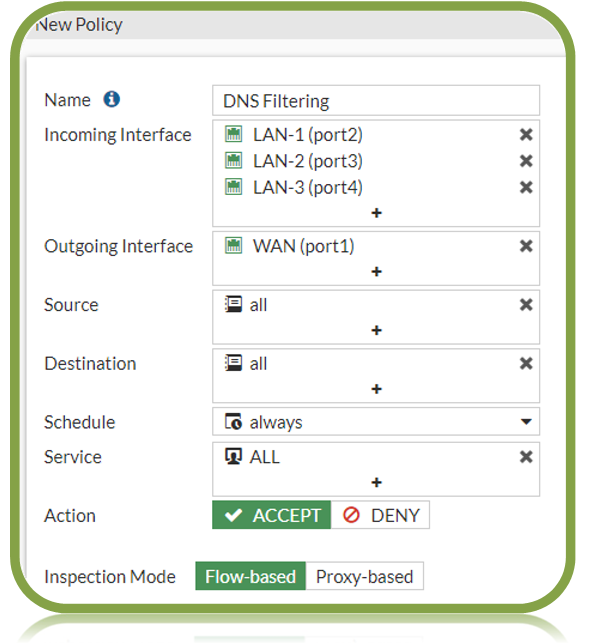 New Policy
Name DNS Filtering
Incoming Interface LAN-1 (port2)
LAN-2 (port3)
LAN-3 (port4)
+
Outgoing Interface WAN (port1)
+
Source all
+
Destination all
+
Schedule always
Service ALL
+
Action ACCEPT DENY
Inspection Mode Flow-based Proxy-based